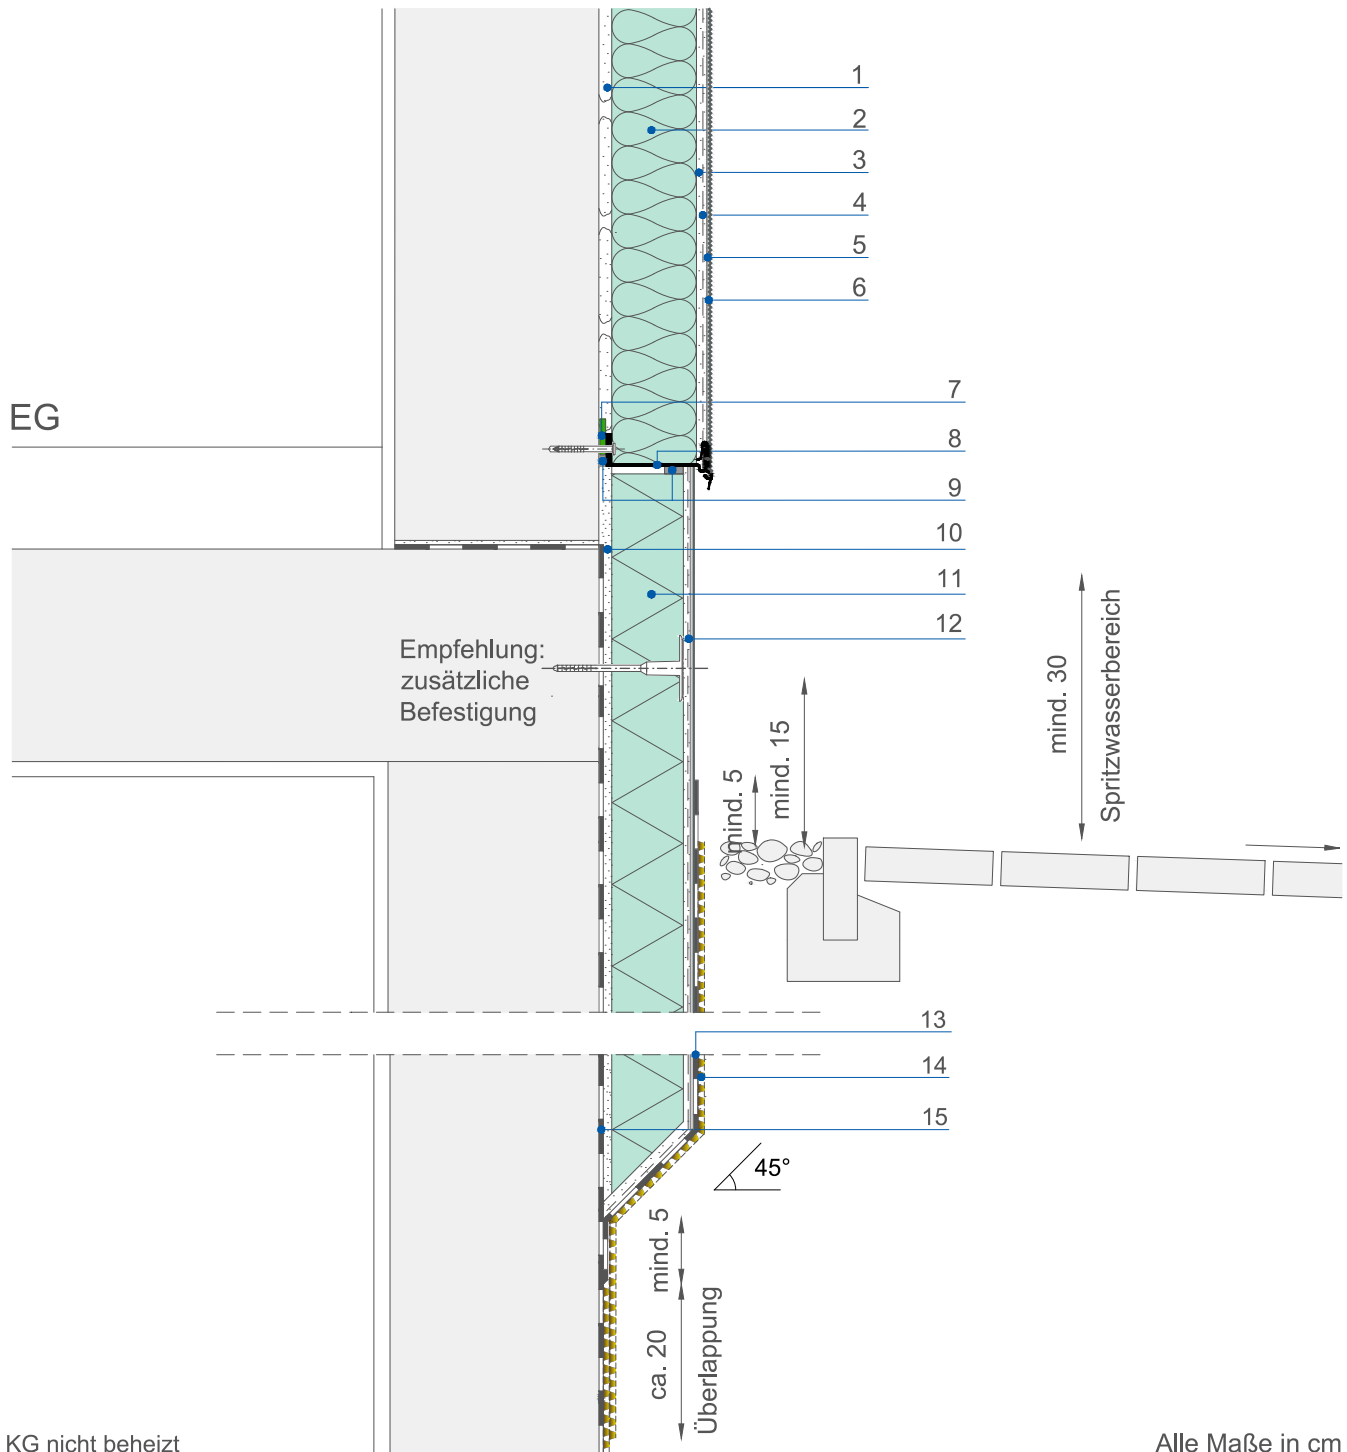 1
2
3
4
5
6
EG
7
8
9
10
11
12
Empfehlung:
zusätzliche
Befestigung
mind. 5
mind. 15
mind. 30
Spritzwasserbereich
13
14
15
45°
mind. 5
ca. 20
Überlappung
KG nicht beheizt
Alle Maße in cm